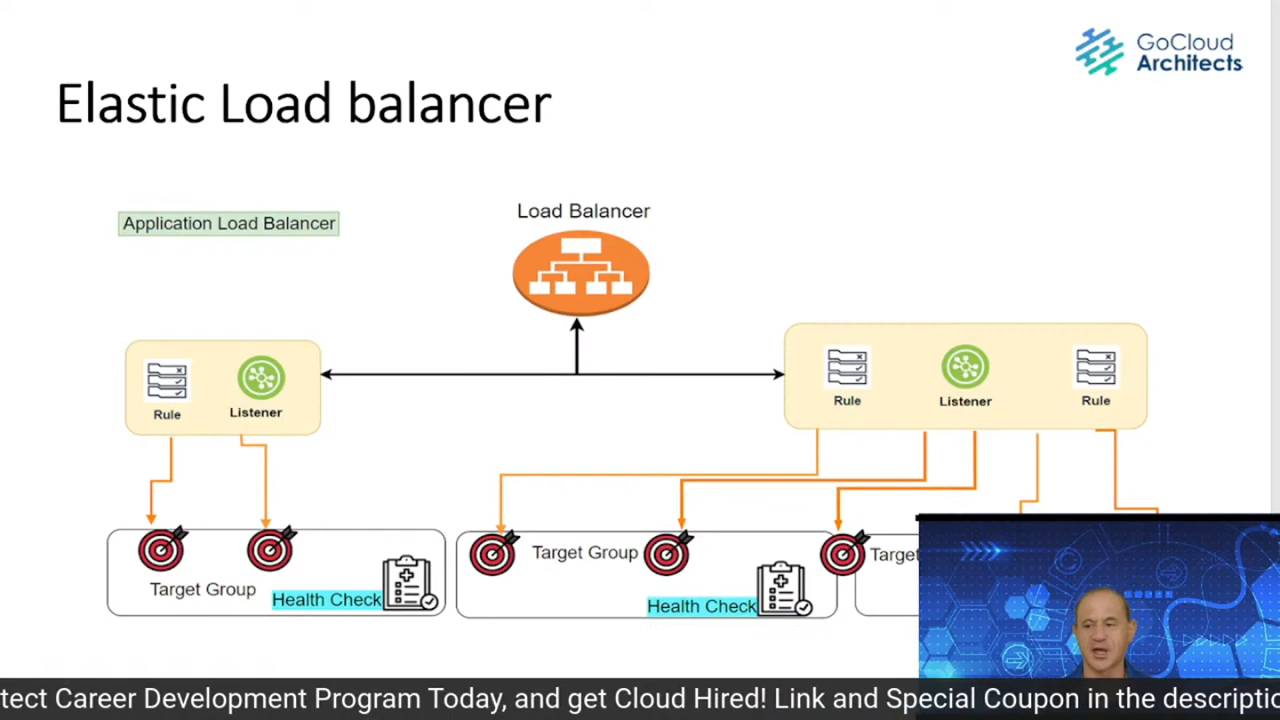 GoCloud
Architects
Elastic Load balancer
Application Load Balancer
Load Balancer
Rule
Listener
Rule
Listener
Rule
Target Group
Health Check
Target Group
Health Check
Target
tect Career Development Program Today, and get Cloud Hired! Link and Special Coupon in the descriptio